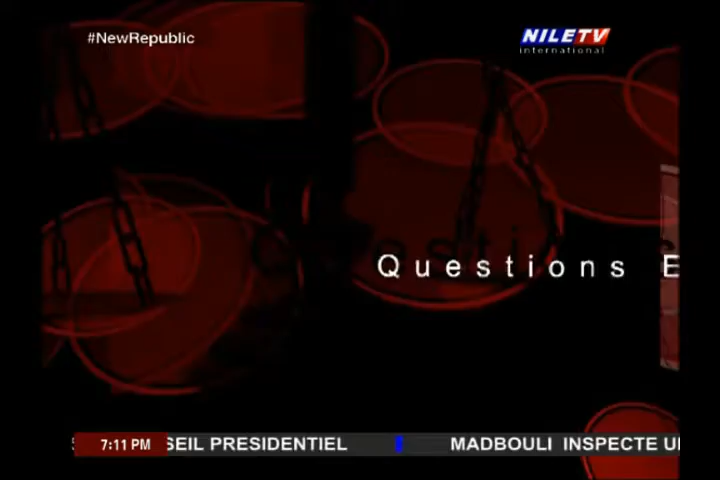 #NewRepublic
NILETV
international
Questions E
7:11 PM SEIL PRESIDENTIEL MADBOULI INSPECTE U